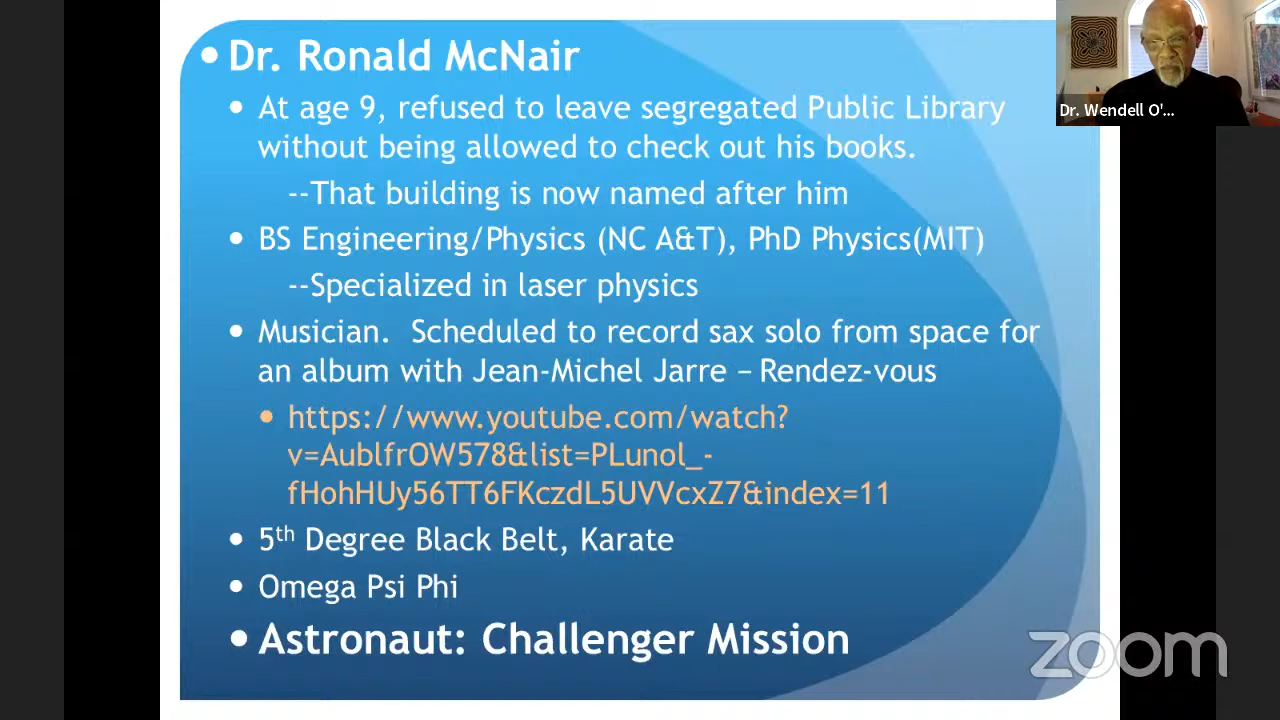 Dr. Ronald McNair
At age 9, refused to leave segregated Public Library
without being allowed to check out his books.
--That building is now named after him
BS Engineering/Physics (NC A&T), PhD Physics(MIT)
--Specialized in laser physics
Musician.  Scheduled to record sax solo from space for
an album with Jean-Michel Jarre – Rendez-vous
https://www.youtube.com/watch?
v=AublfrOW578&list=PLunol_-
fHohHUy56TT6FKczdL5UVVcxZ7&index=11
5th Degree Black Belt, Karate
Omega Psi Phi
Astronaut: Challenger Mission
Dr. Wendell O'...
zoom